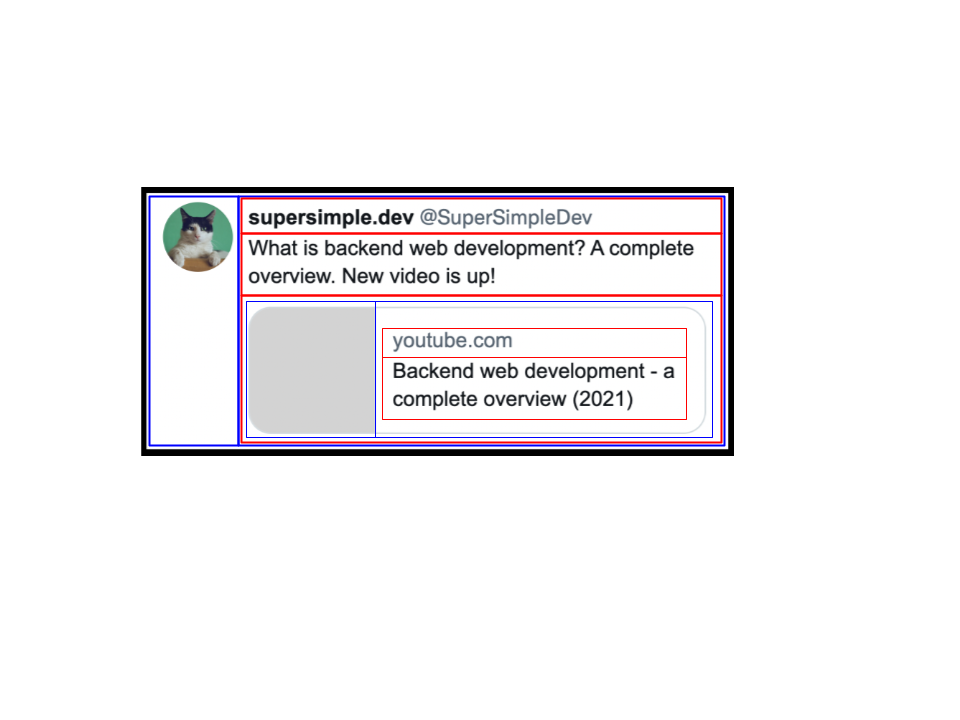 supersimple.dev @SuperSimpleDev
What is backend web development? A complete
overview. New video is up!
youtube.com
Backend web development - a
complete overview (2021)